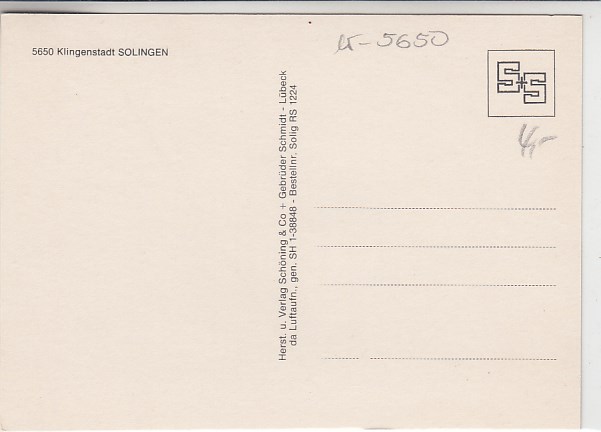 5650 Klingenstadt SOLINGEN
5650
S+S
Herst. u. Verlag Schöning & Co + Gebrüder Schmidt - Lübeck
da Luftaufn., gen. SH 1-38848 - Bestellnr. Solig RS 1224